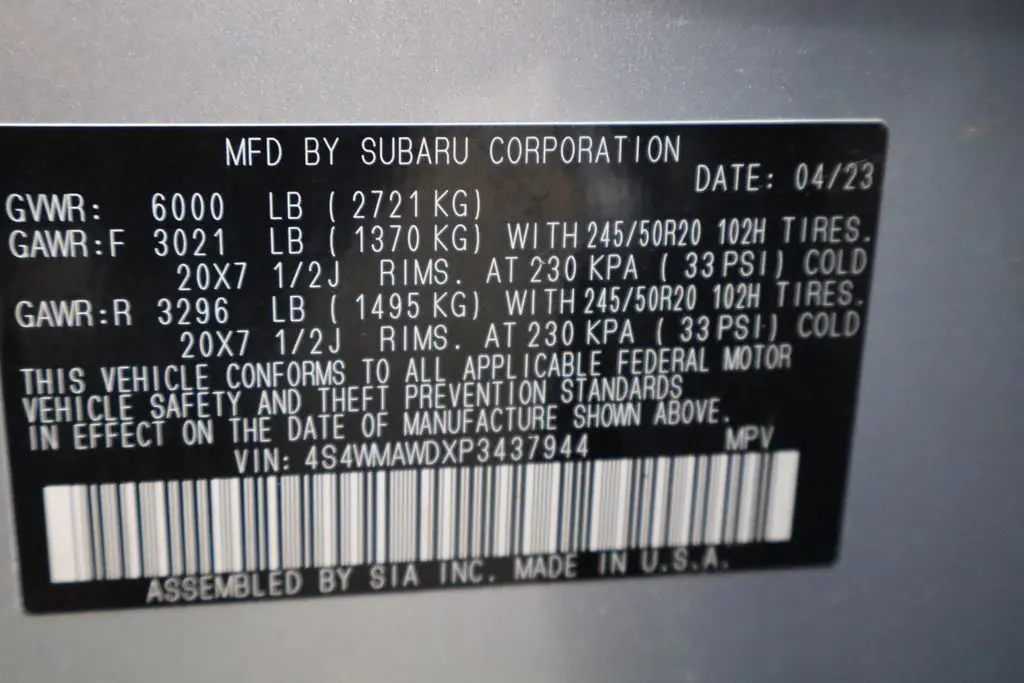 MFD BY SUBARU CORPORATION
DATE: 04/23
GVWR: 6000 LB ( 2721 KG)
GAWR:F 3021 LB ( 1370 KG) WITH 245/50R20 102H TIRES.
20X7 1/2J RIMS. AT 230 KPA ( 33 PSI) COLD
GAWR:R 3296 LB ( 1495 KG) WITH 245/50R20 102H TIRES.
20X7 1/2J RIMS. AT 230 KPA ( 33 PSI) COLD
THIS VEHICLE CONFORMS TO ALL APPLICABLE FEDERAL MOTOR
VEHICLE SAFETY AND THEFT PREVENTION STANDARDS
IN EFFECT ON THE DATE OF MANUFACTURE SHOWN ABOVE.
VIN: 4S4WMAWDXP3437944 MPV
ASSEMBLED BY SIA INC. MADE IN U.S.A.